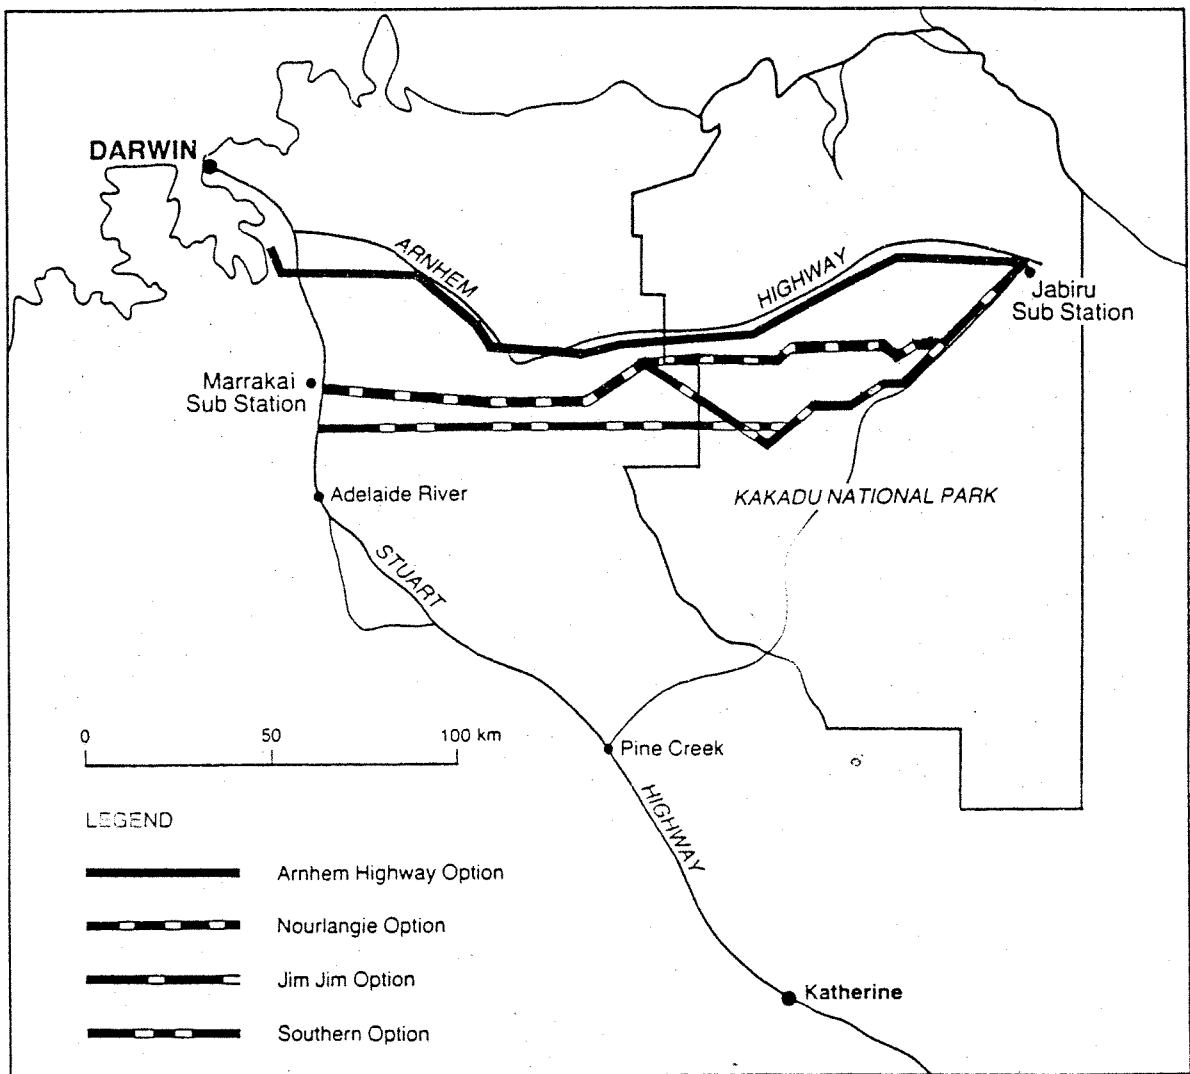 DARWIN
ARNHEM
HIGHWAY
Jabiru
Sub Station
Marrakai
Sub Station
Adelaide River
KAKADU NATIONAL PARK
STUART
0 50 100 km
Pine Creek
HIGHWAY
LEGEND
Arnhem Highway Option
Nourlangie Option
Jim Jim Option
Southern Option
Katherine